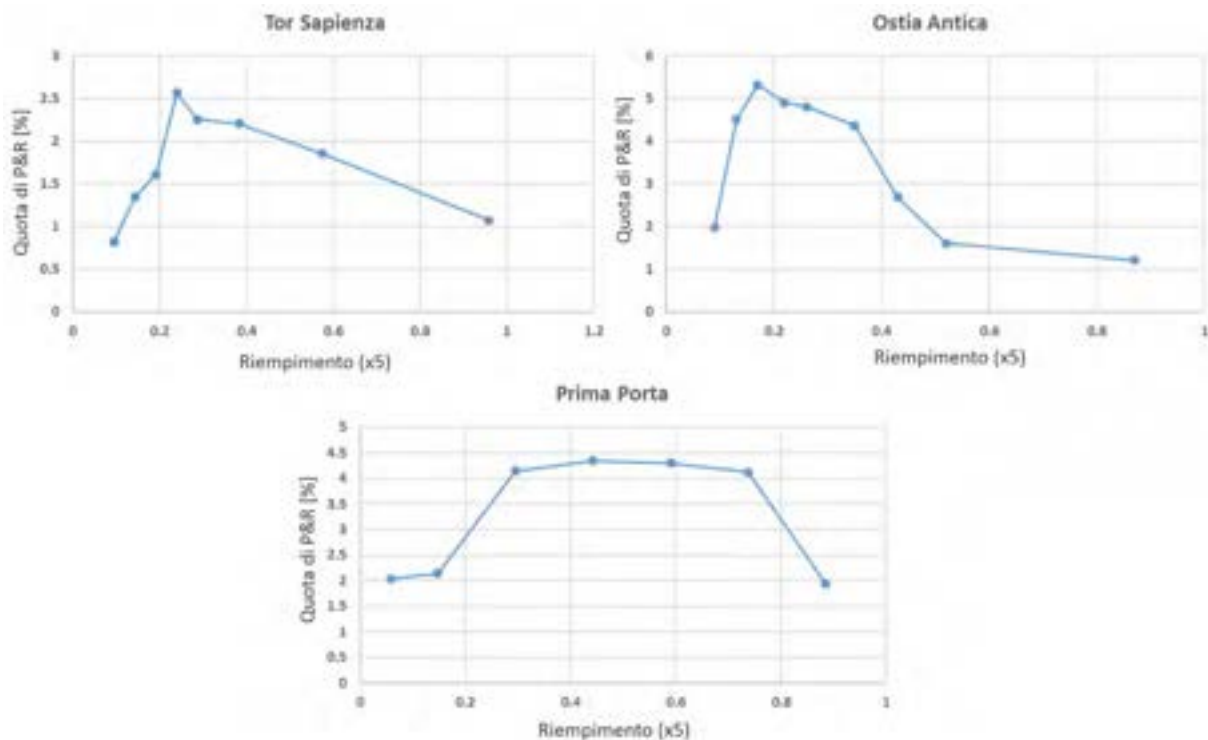 Tor Sapienza
3
2.5
2
1.5
1
0.5
0
Quota di P&R [%]
0 0.2 0.4 0.6 0.8 1 1.2
Riempimento (x5)
Ostia Antica
6
5
4
3
2
1
0
Quota di P&R [%]
0 0.2 0.4 0.6 0.8 1
Riempimento (x5)
Prima Porta
5
4.5
4
3.5
3
2.5
2
1.5
1
0.5
0
Quota di P&R [%]
0 0.2 0.4 0.6 0.8 1
Riempimento (x5)